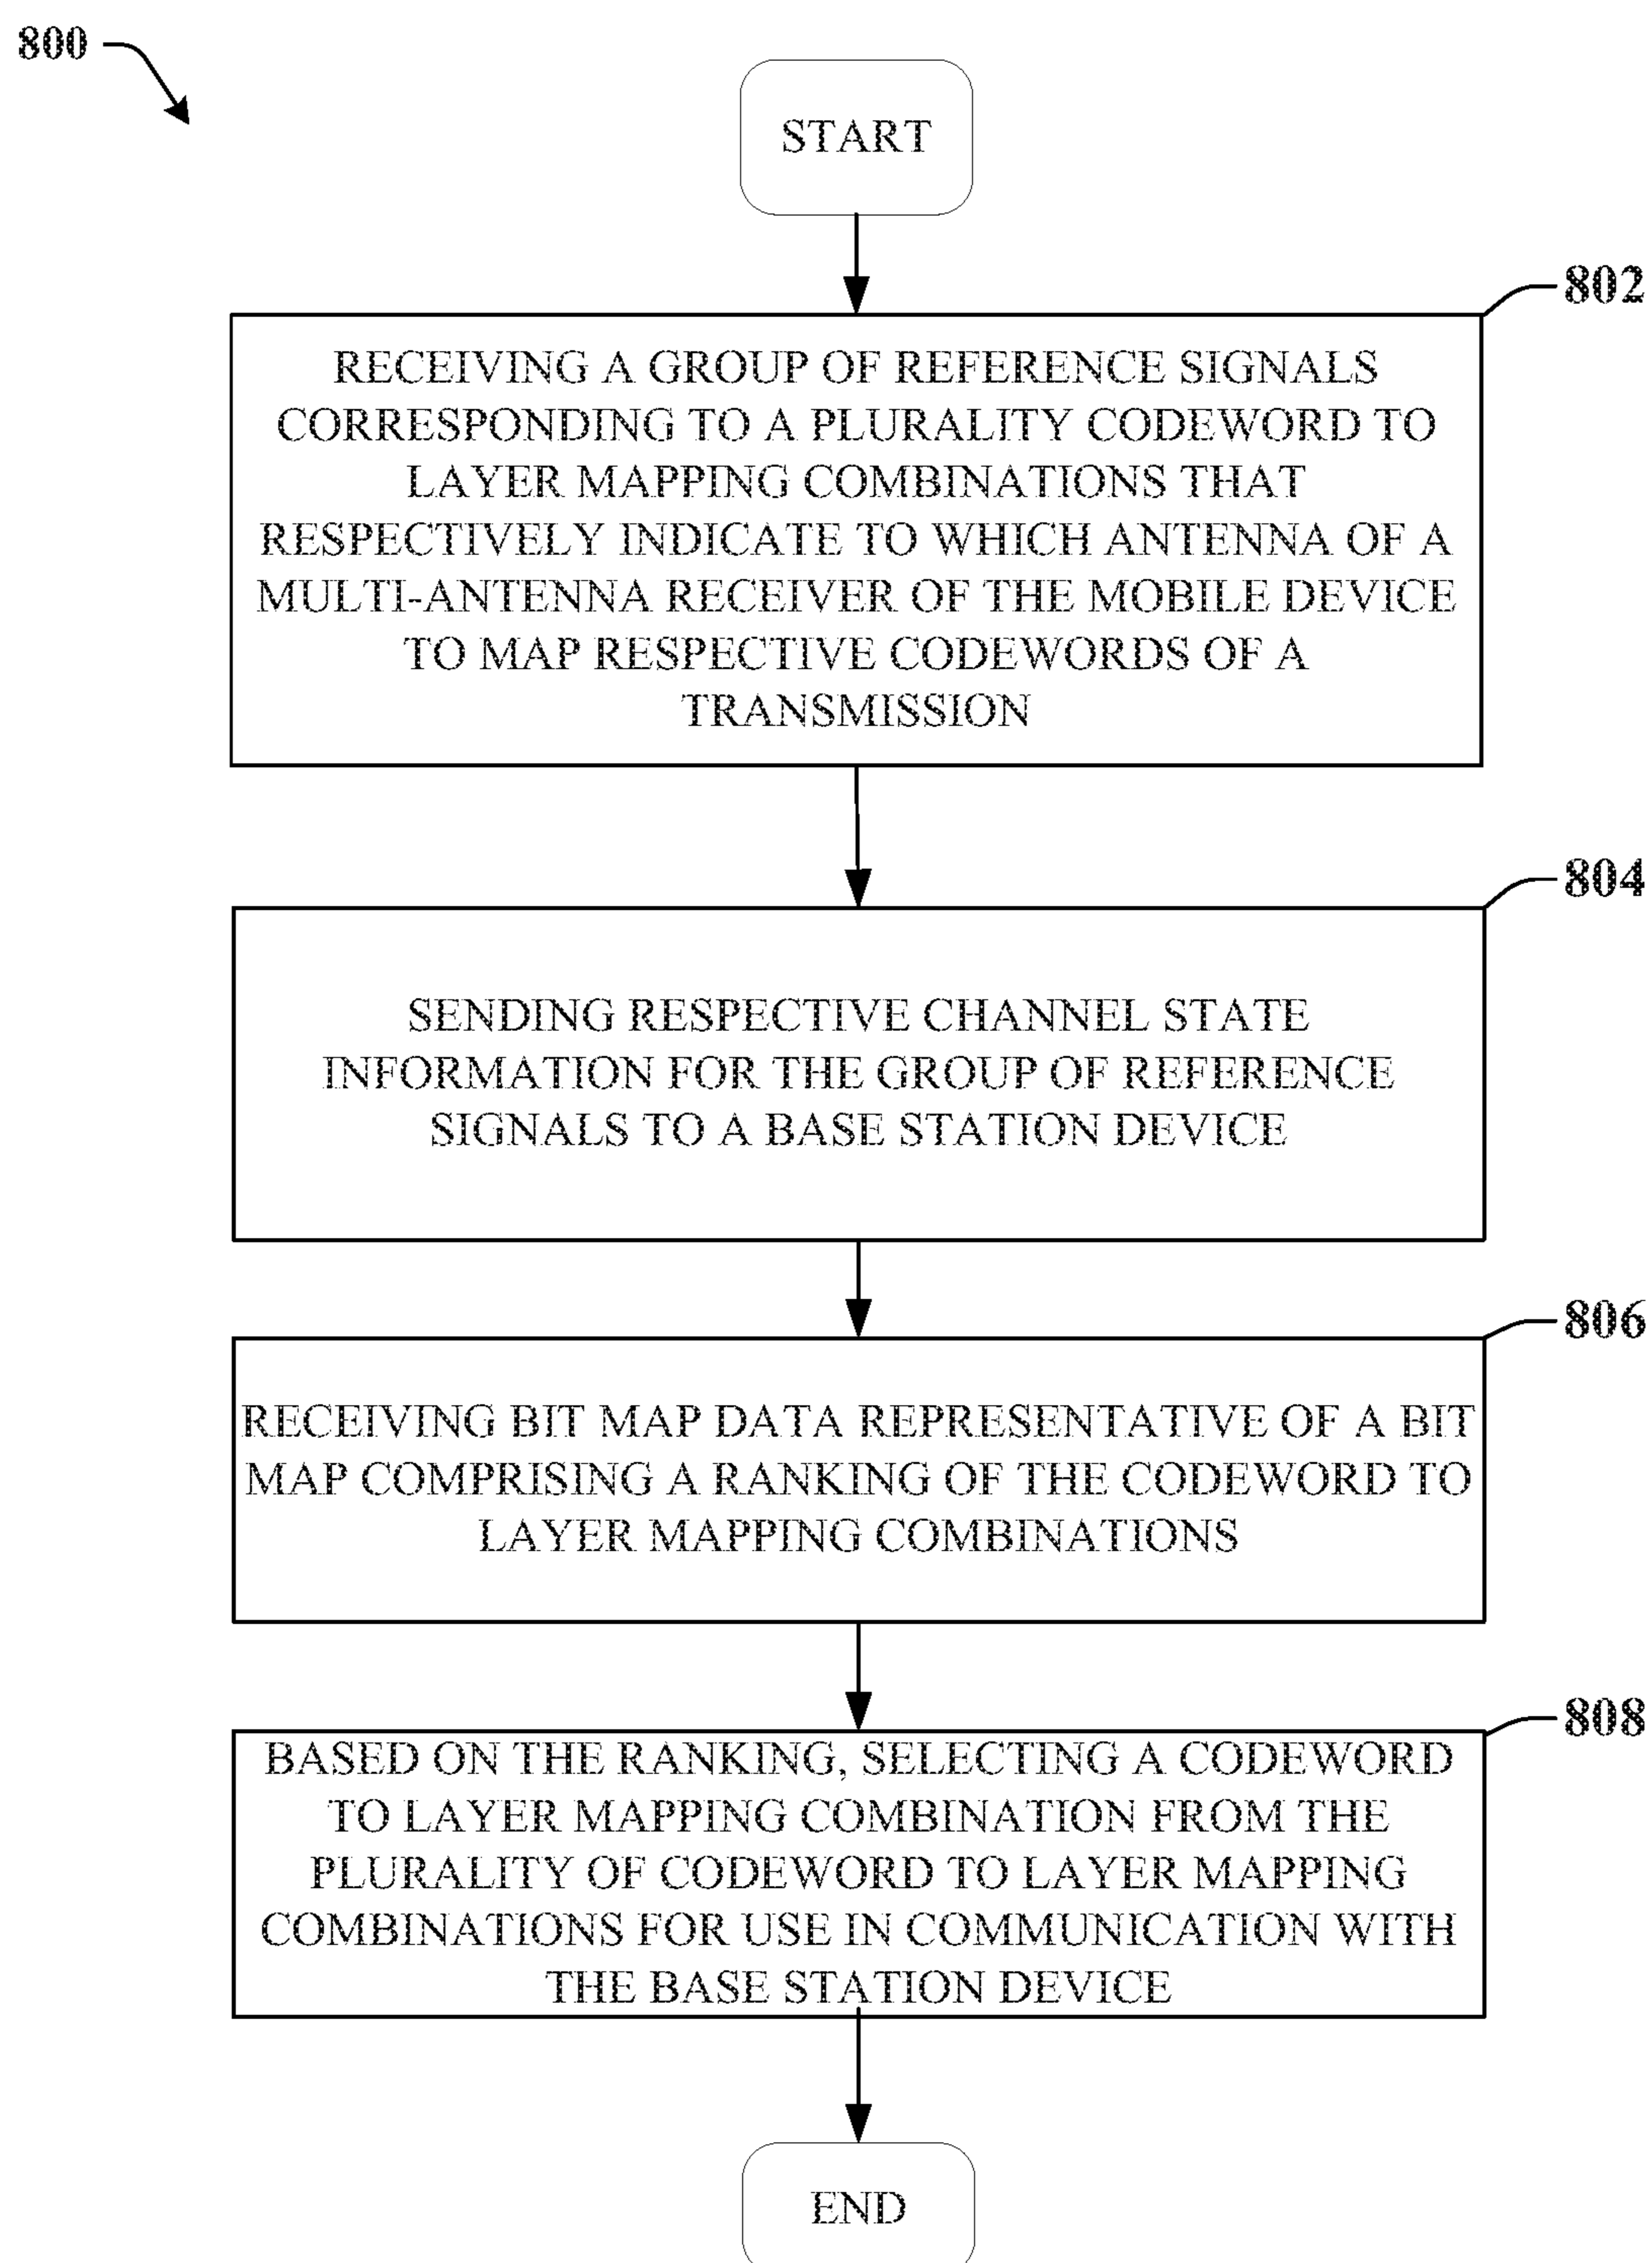 800
START
802
RECEIVING A GROUP OF REFERENCE SIGNALS
CORRESPONDING TO A PLURALITY CODEWORD TO
LAYER MAPPING COMBINATIONS THAT
RESPECTIVELY INDICATE TO WHICH ANTENNA OF A
MULTI-ANTENNA RECEIVER OF THE MOBILE DEVICE
TO MAP RESPECTIVE CODEWORDS OF A
TRANSMISSION
804
SENDING RESPECTIVE CHANNEL STATE
INFORMATION FOR THE GROUP OF REFERENCE
SIGNALS TO A BASE STATION DEVICE
806
RECEIVING BIT MAP DATA REPRESENTATIVE OF A BIT
MAP COMPRISING A RANKING OF THE CODEWORD TO
LAYER MAPPING COMBINATIONS
808
BASED ON THE RANKING, SELECTING A CODEWORD
TO LAYER MAPPING COMBINATION FROM THE
PLURALITY OF CODEWORD TO LAYER MAPPING
COMBINATIONS FOR USE IN COMMUNICATION WITH
THE BASE STATION DEVICE
END